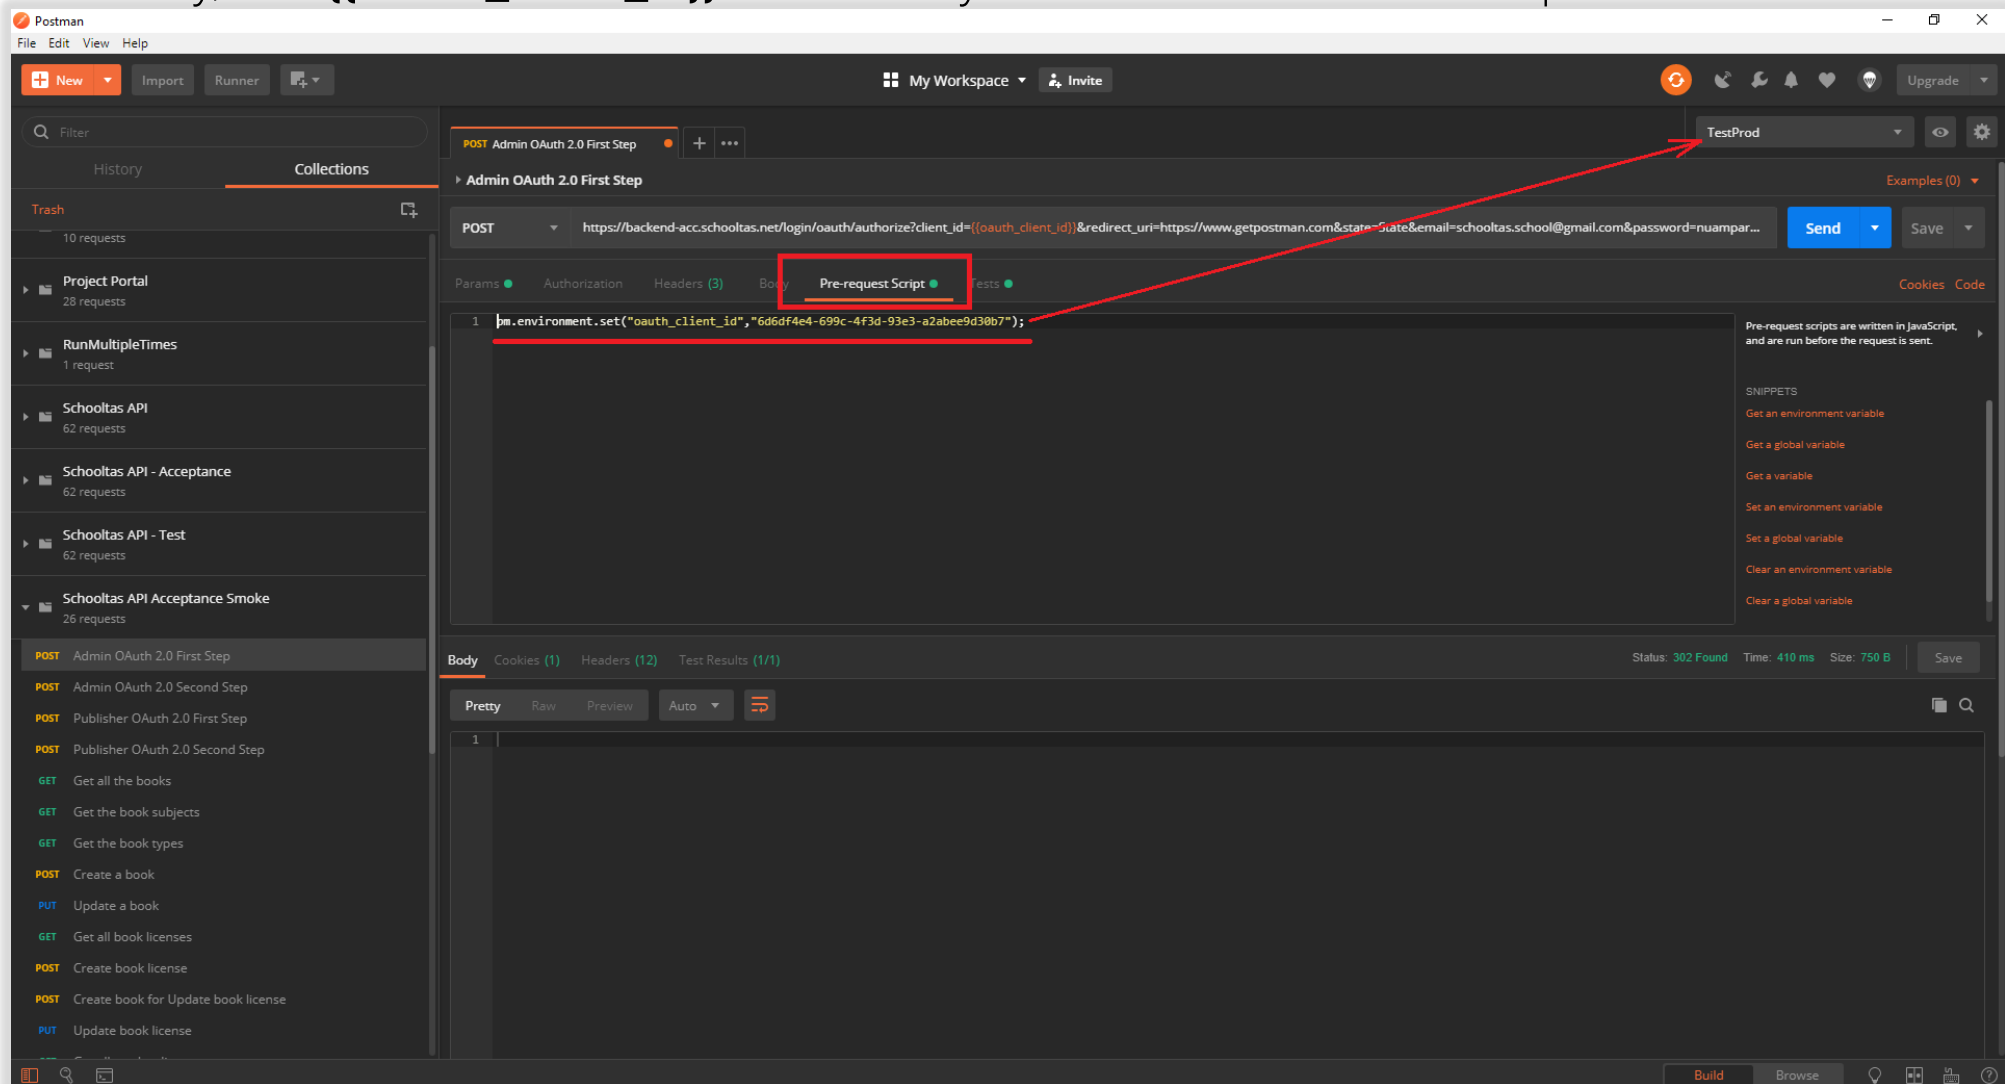 Postman
File Edit View Help
New Import Runner
My Workspace Invite
Upgrade
Filter
History Collections
Trash
10 requests
Project Portal
28 requests
RunMultipleTimes
1 request
Schooltas API
62 requests
Schooltas API - Acceptance
62 requests
Schooltas API - Test
62 requests
Schooltas API Acceptance Smoke
26 requests
POST Admin OAuth 2.0 First Step
POST Admin OAuth 2.0 Second Step
POST Publisher OAuth 2.0 First Step
POST Publisher OAuth 2.0 Second Step
GET Get all the books
GET Get the book subjects
GET Get the book types
POST Create a book
PUT Update a book
GET Get all book licenses
POST Create book license
POST Create book for Update book license
PUT Update book license
POST Admin OAuth 2.0 First Step
TestProd
Admin OAuth 2.0 First Step
Examples (0)
POST https://backend-acc.schooltas.net/login/oauth/authorize?client_id={{oauth_client_id}}&redirect_uri=https://www.getpostman.com&state=State&email=schooltas.school@gmail.com&password=nuampar...
Send Save
Params Authorization Headers (3) Body Pre-request Script Tests
Cookies Code
1 pm.environment.set("oauth_client_id","6d6df4e4-699c-4f3d-93e3-a2abee9d30b7");
Pre-request scripts are written in JavaScript,
and are run before the request is sent.
SNIPPETS
Get an environment variable
Get a global variable
Get a variable
Set an environment variable
Set a global variable
Clear an environment variable
Clear a global variable
Body Cookies (1) Headers (12) Test Results (1/1)
Status: 302 Found Time: 410 ms Size: 750 B Save
Pretty Raw Preview Auto
1
Build Browse